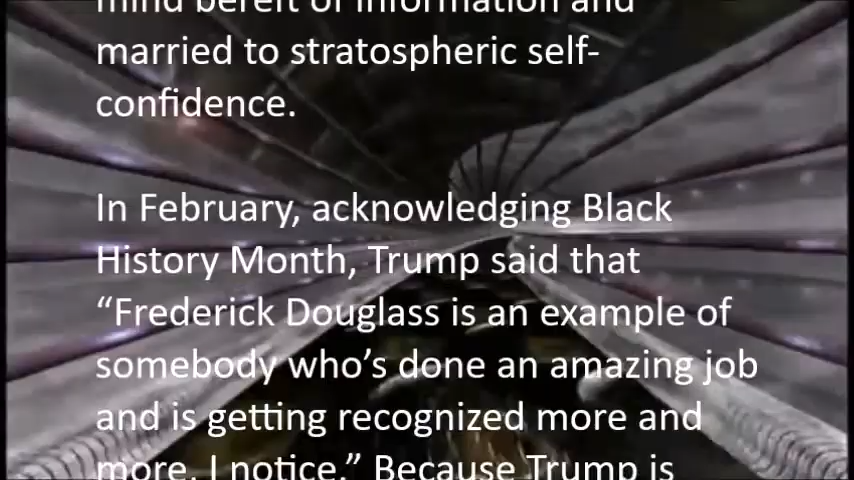 mind bereft of information and
married to stratospheric self-
confidence.
In February, acknowledging Black
History Month, Trump said that
“Frederick Douglass is an example of
somebody who’s done an amazing job
and is getting recognized more and
more, I notice.” Because Trump is